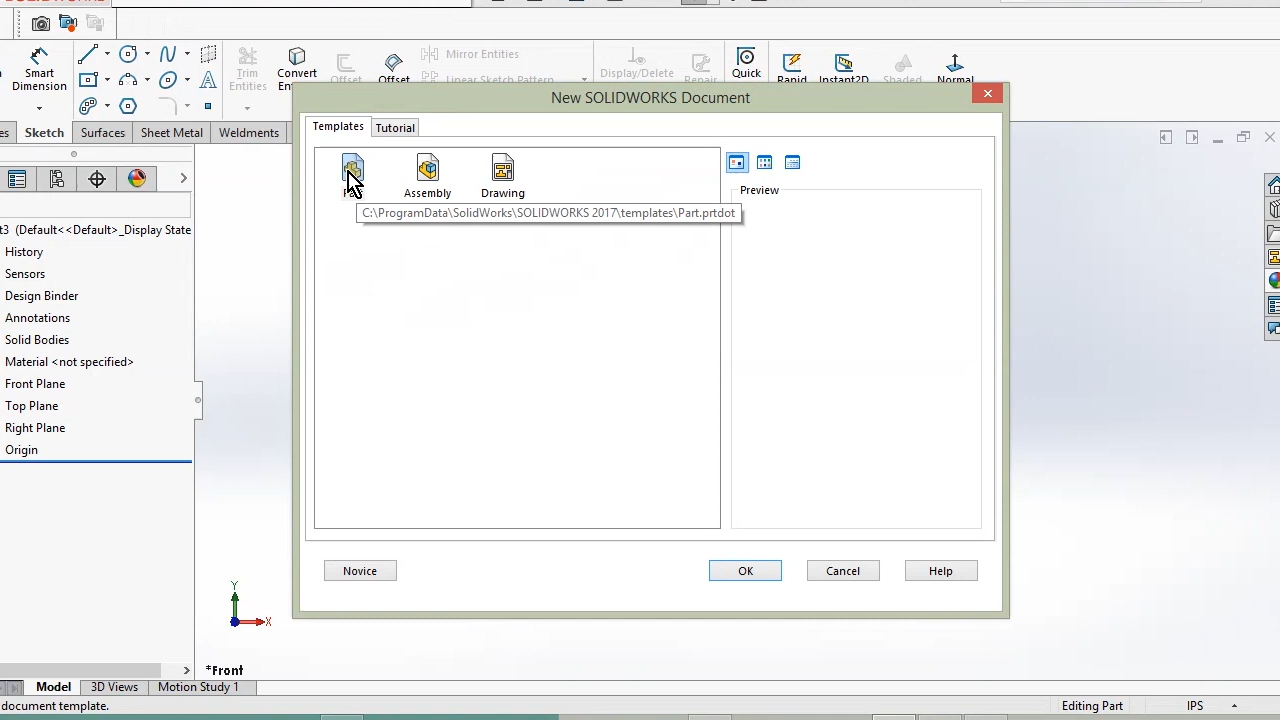 Smart
Dimension
Trim
Entities
Convert
Entities
Offset
Offset
Mirror Entities
Linear Sketch Pattern
Display/Delete
Repair
Quick
Rapid
Instant2D
Shaded
Normal
es
Sketch
Surfaces
Sheet Metal
Weldments
New SOLIDWORKS Document
Templates
Tutorial
Assembly
Drawing
C:\ProgramData\SolidWorks\SOLIDWORKS 2017\templates\Part.prtdot
Preview
t3 (Default<<Default>_Display State
History
Sensors
Design Binder
Annotations
Solid Bodies
Material <not specified>
Front Plane
Top Plane
Right Plane
Origin
Novice
OK
Cancel
Help
Y
X
*Front
Model
3D Views
Motion Study 1
document template.
Editing Part
IPS